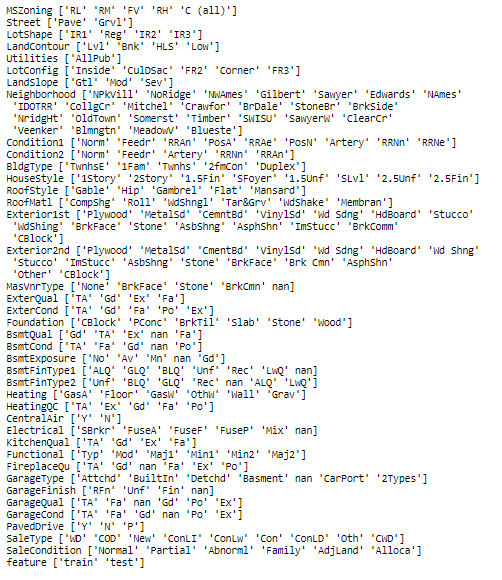 MSZoning ['RL' 'RM' 'FV' 'RH' 'C (all)']
Street ['Pave' 'Grvl']
LotShape ['IR1' 'Reg' 'IR2' 'IR3']
LandContour ['Lvl' 'Bnk' 'HLS' 'Low']
Utilities ['AllPub']
LotConfig ['Inside' 'CulDSac' 'FR2' 'Corner' 'FR3']
LandSlope ['Gtl' 'Mod' 'Sev']
Neighborhood ['NPkVill' 'NoRidge' 'NWAmes' 'Gilbert' 'Sawyer' 'Edwards' 'NAmes'
'IDOTRR' 'CollgCr' 'Mitchel' 'Crawfor' 'BrDale' 'StoneBr' 'BrkSide'
'NridgHt' 'OldTown' 'Somerst' 'Timber' 'SWISU' 'SawyerW' 'ClearCr'
'Veenker' 'Blmngtn' 'MeadowV' 'Blueste']
Condition1 ['Norm' 'Feedr' 'RRAn' 'PosA' 'RRAe' 'PosN' 'Artery' 'RRNn' 'RRNe']
Condition2 ['Norm' 'Feedr' 'Artery' 'RRNn' 'RRAn']
BldgType ['TwnhsE' '1Fam' 'Twnhs' '2fmCon' 'Duplex']
HouseStyle ['1Story' '2Story' '1.5Fin' 'SFoyer' '1.5Unf' 'SLvl' '2.5Unf' '2.5Fin']
RoofStyle ['Gable' 'Hip' 'Gambrel' 'Flat' 'Mansard']
RoofMatl ['CompShg' 'Roll' 'WdShngl' 'Tar&Grv' 'WdShake' 'Membran']
Exterior1st ['Plywood' 'MetalSd' 'CemntBd' 'VinylSd' 'Wd Sdng' 'HdBoard' 'Stucco'
'WdShing' 'BrkFace' 'Stone' 'AsbShng' 'AsphShn' 'ImStucc' 'BrkComm'
'CBlock']
Exterior2nd ['Plywood' 'MetalSd' 'CmentBd' 'VinylSd' 'Wd Sdng' 'HdBoard' 'Wd Shng'
'Stucco' 'ImStucc' 'AsbShng' 'Stone' 'BrkFace' 'Brk Cmn' 'AsphShn'
'Other' 'CBlock']
MasVnrType ['None' 'BrkFace' 'Stone' 'BrkCmn' nan]
ExterQual ['TA' 'Gd' 'Ex' 'Fa']
ExterCond ['TA' 'Gd' 'Fa' 'Po' 'Ex']
Foundation ['CBlock' 'PConc' 'BrkTil' 'Slab' 'Stone' 'Wood']
BsmtQual ['Gd' 'TA' 'Ex' nan 'Fa']
BsmtCond ['TA' 'Fa' 'Gd' nan 'Po']
BsmtExposure ['No' 'Av' 'Mn' nan 'Gd']
BsmtFinType1 ['ALQ' 'GLQ' 'BLQ' 'Unf' 'Rec' 'LwQ' nan]
BsmtFinType2 ['Unf' 'BLQ' 'GLQ' 'Rec' nan 'ALQ' 'LwQ']
Heating ['GasA' 'Floor' 'GasW' 'OthW' 'Wall' 'Grav']
HeatingQC ['TA' 'Ex' 'Gd' 'Fa' 'Po']
CentralAir ['Y' 'N']
Electrical ['SBrkr' 'FuseA' 'FuseF' 'FuseP' 'Mix' nan]
KitchenQual ['TA' 'Gd' 'Ex' 'Fa']
Functional ['Typ' 'Mod' 'Maj1' 'Min1' 'Min2' 'Maj2']
FireplaceQu ['TA' 'Gd' nan 'Fa' 'Ex' 'Po']
GarageType ['Attchd' 'BuiltIn' 'Detchd' 'Basment' nan 'CarPort' '2Types']
GarageFinish ['RFn' 'Unf' 'Fin' nan]
GarageQual ['TA' 'Fa' nan 'Gd' 'Po' 'Ex']
GarageCond ['TA' 'Fa' 'Gd' nan 'Po' 'Ex']
PavedDrive ['Y' 'N' 'P']
SaleType ['WD' 'COD' 'New' 'ConLI' 'ConLw' 'Con' 'ConLD' 'Oth' 'CWD']
SaleCondition ['Normal' 'Partial' 'Abnorml' 'Family' 'AdjLand' 'Alloca']
feature ['train' 'test']